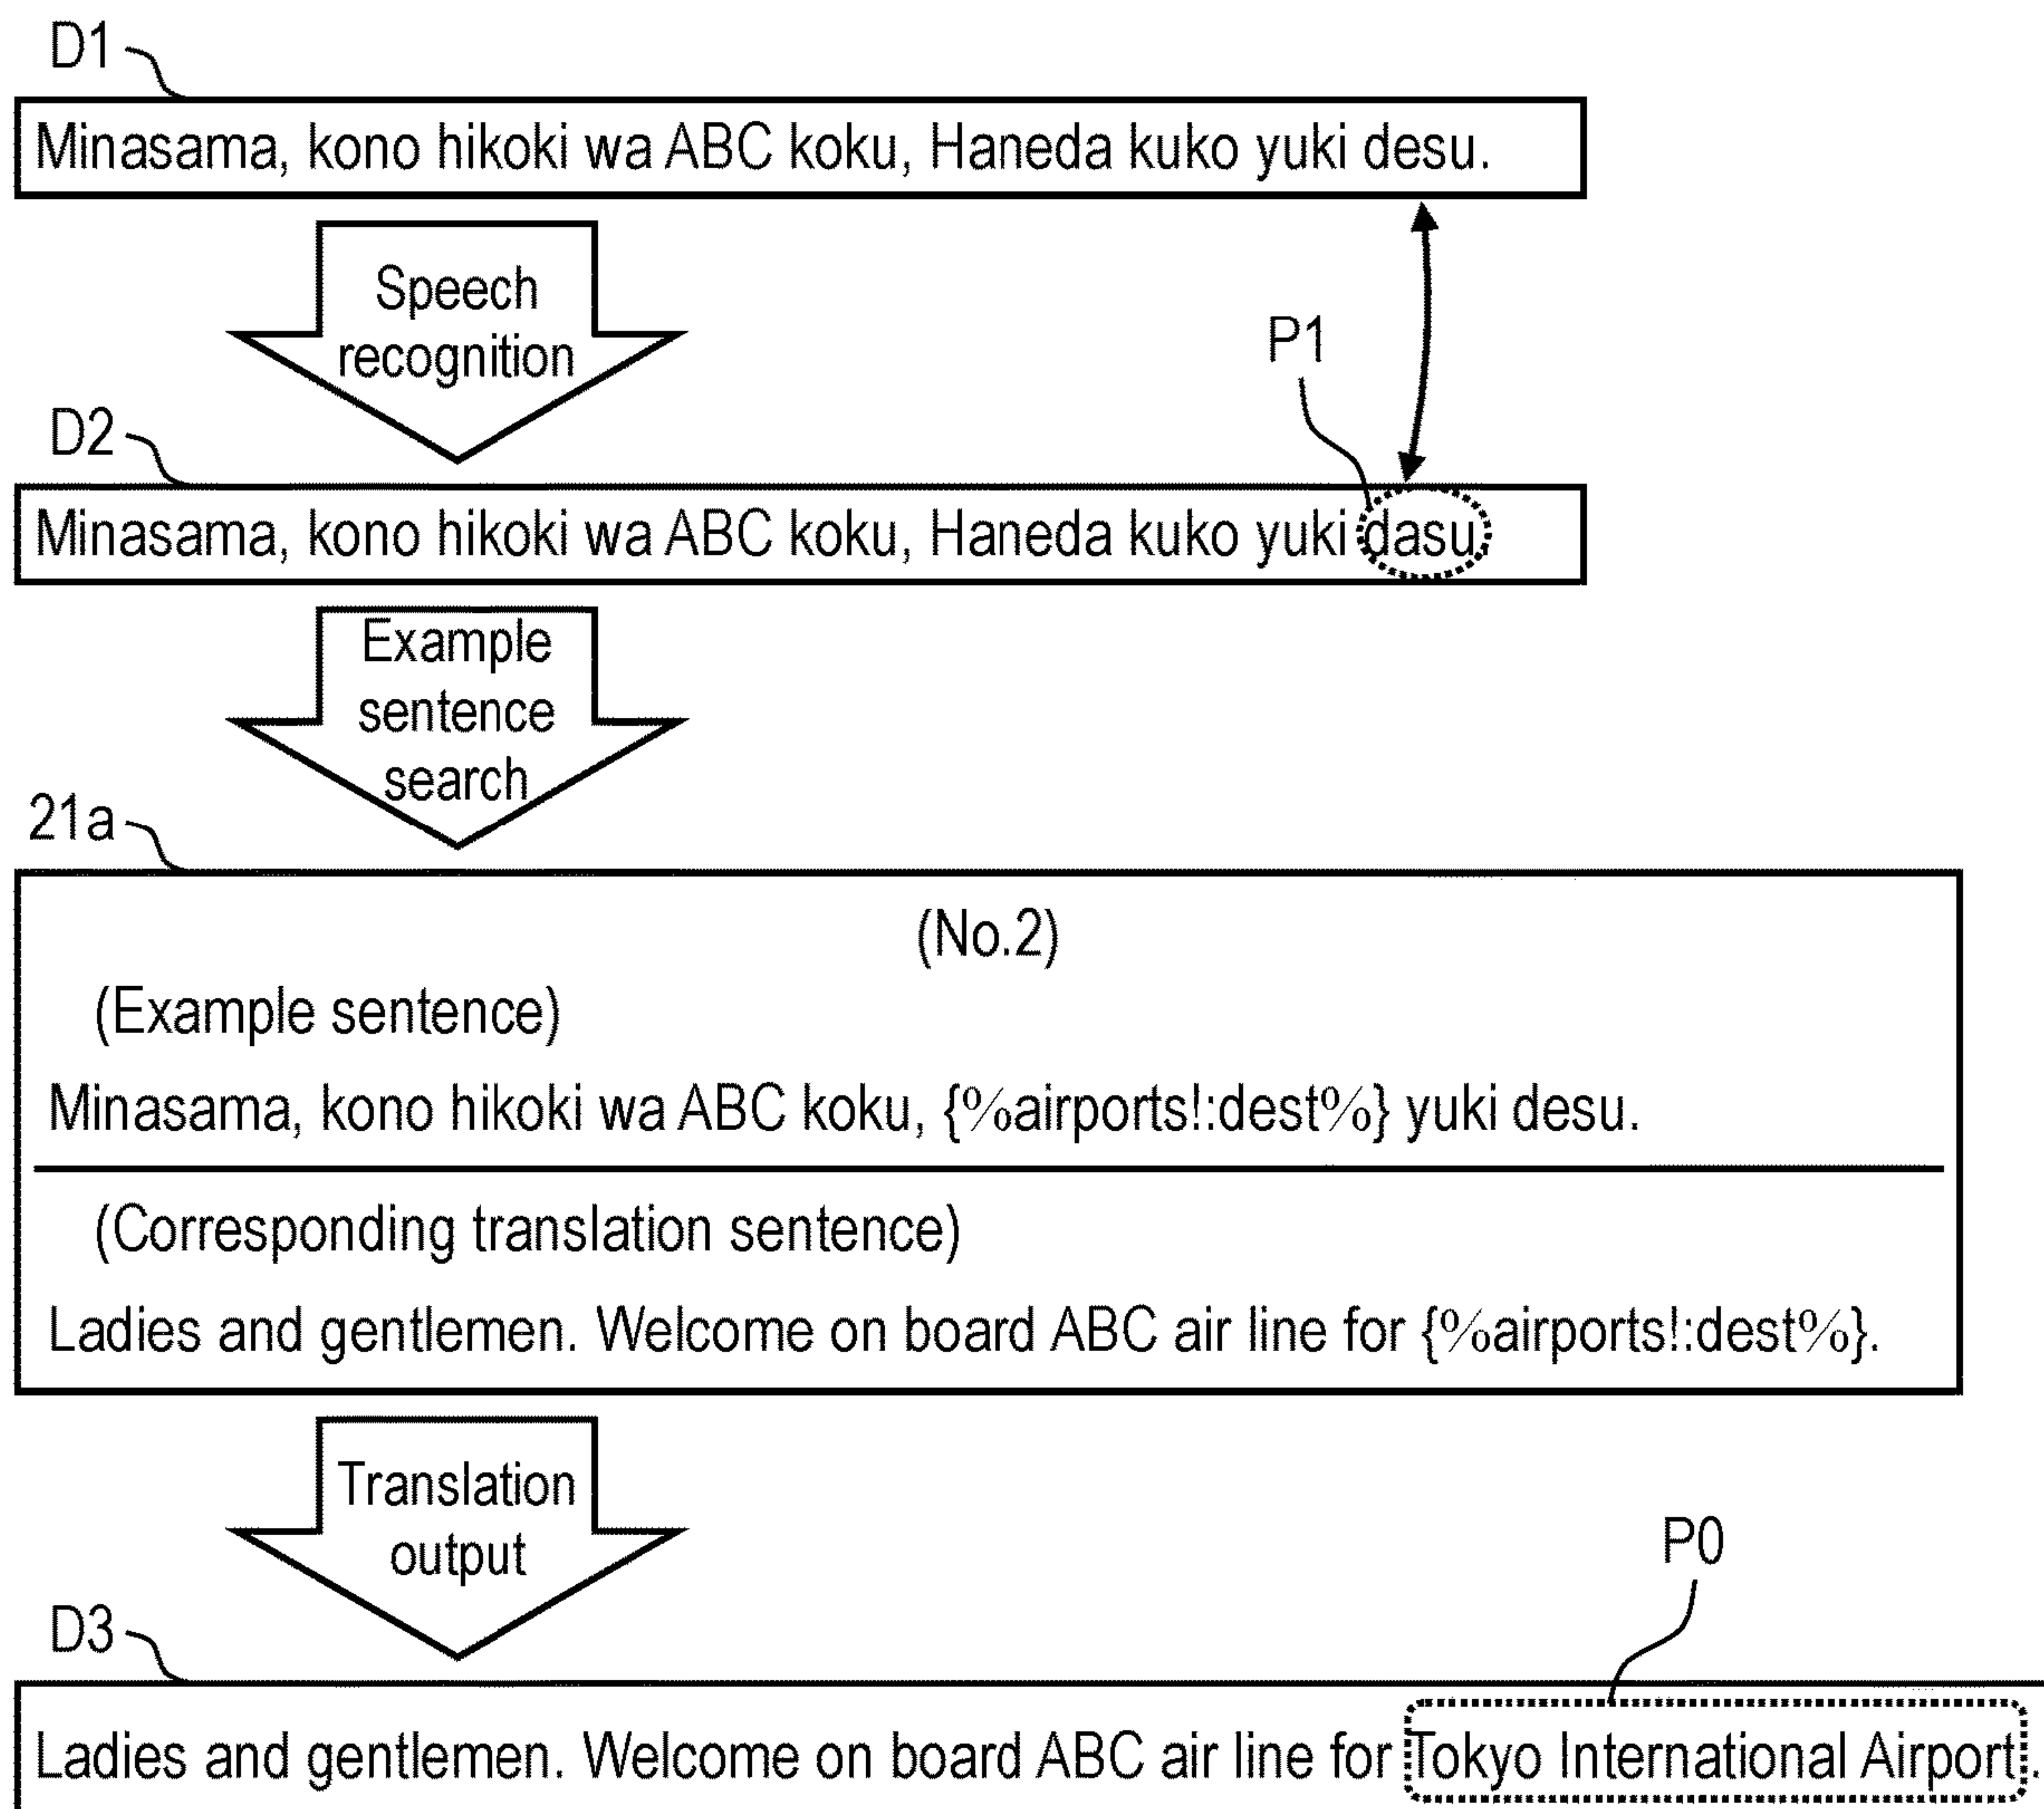 D1
Minasama, kono hikoki wa ABC koku, Haneda kuko yuki desu.
Speech
recognition
P1
D2
Minasama, kono hikoki wa ABC koku, Haneda kuko yuki dasu
Example
sentence
search
21a
(No.2)
(Example sentence)
Minasama, kono hikoki wa ABC koku, {%airports!:dest%} yuki desu.
(Corresponding translation sentence)
Ladies and gentlemen. Welcome on board ABC air line for {%airports!:dest%}.
Translation
output
P0
D3
Ladies and gentlemen. Welcome on board ABC air line for Tokyo International Airport.